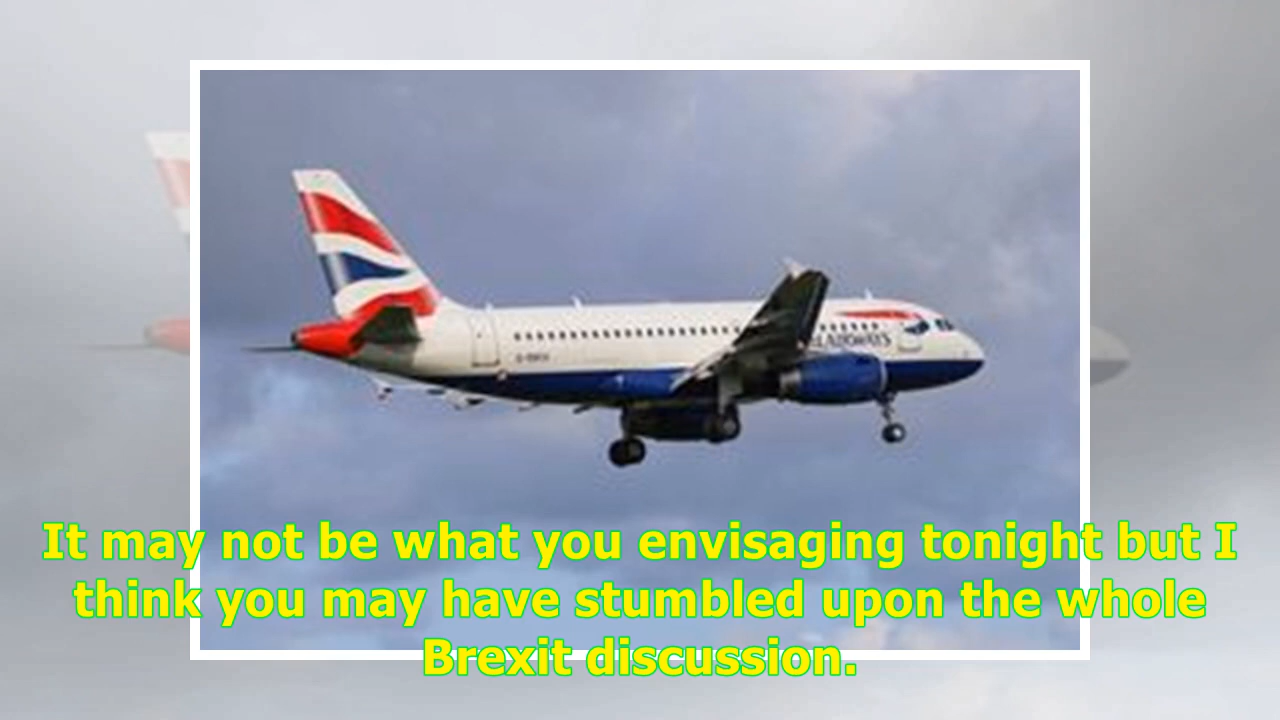 AIRWAYS
It may not be what you envisaging tonight but I
think you may have stumbled upon the whole
Brexit discussion.